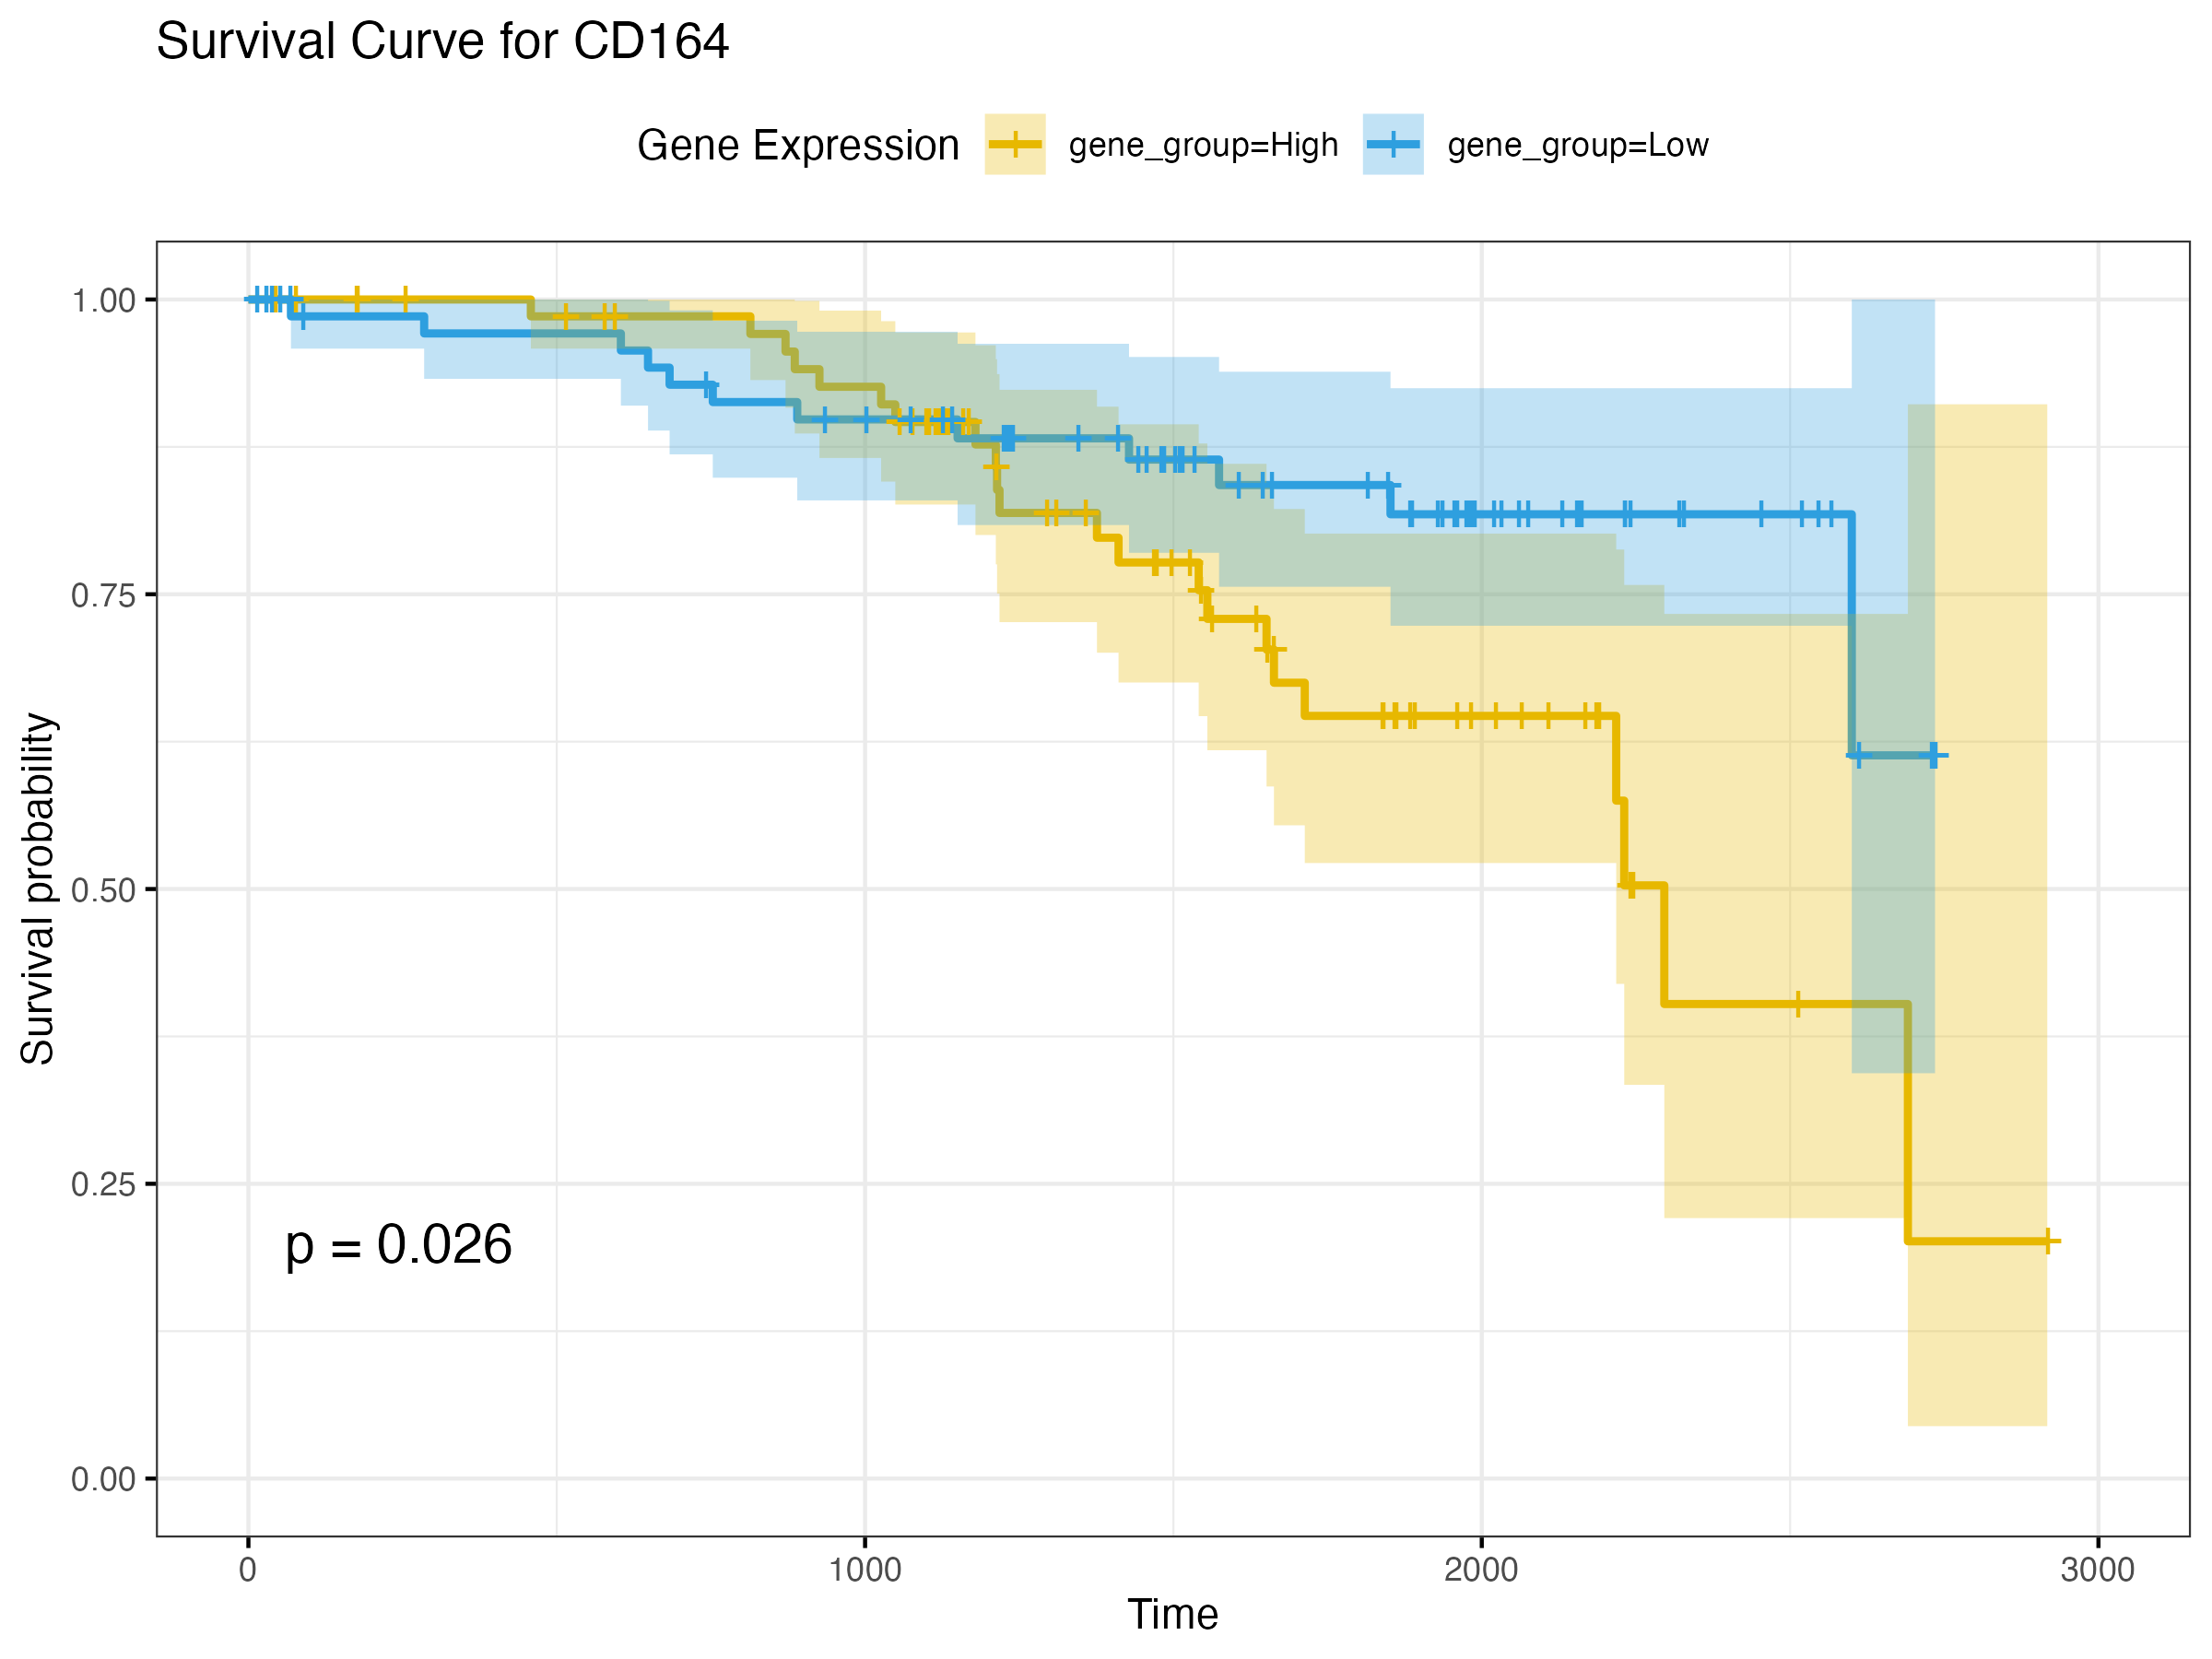 Survival Curve for CD164
Gene Expression gene_group=High gene_group=Low
Survival probability
1.00
0.75
0.50
0.25
0.00
p = 0.026
0 1000 2000 3000
Time